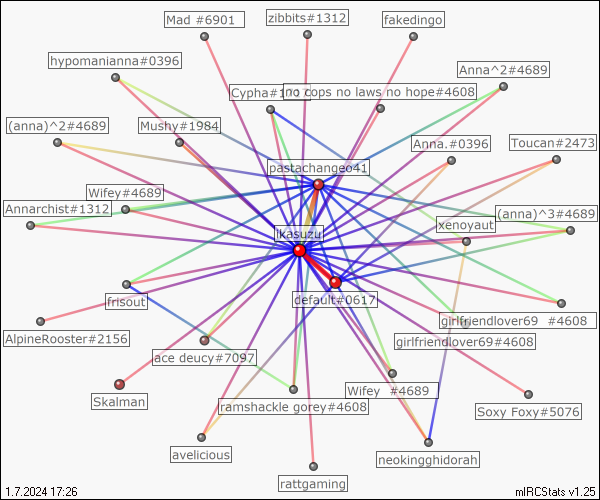 Mad #6901
zibbits#1312
fakedingo
hypomanianna#0396
Anna^2#4689
Cypha#1
no cops no laws no hope#4608
(anna)^2#4689
Mushy#1984
Anna.#0396
Toucan#2473
pastachangeo41
Wifey#4689
Annarchist#1312
(anna)^3#4689
xenoyaut
ikasuzu
frisout
default#0617
girlfriendlover69 #4608
AlpineRooster#2156
girlfriendlover69#4608
ace deucy#7097
Wifey #4689
Skalman
ramshackle gorey#4608
Soxy Foxy#5076
avelicious
neokingghidorah
rattgaming
1.7.2024 17:26
mIRCStats v1.25